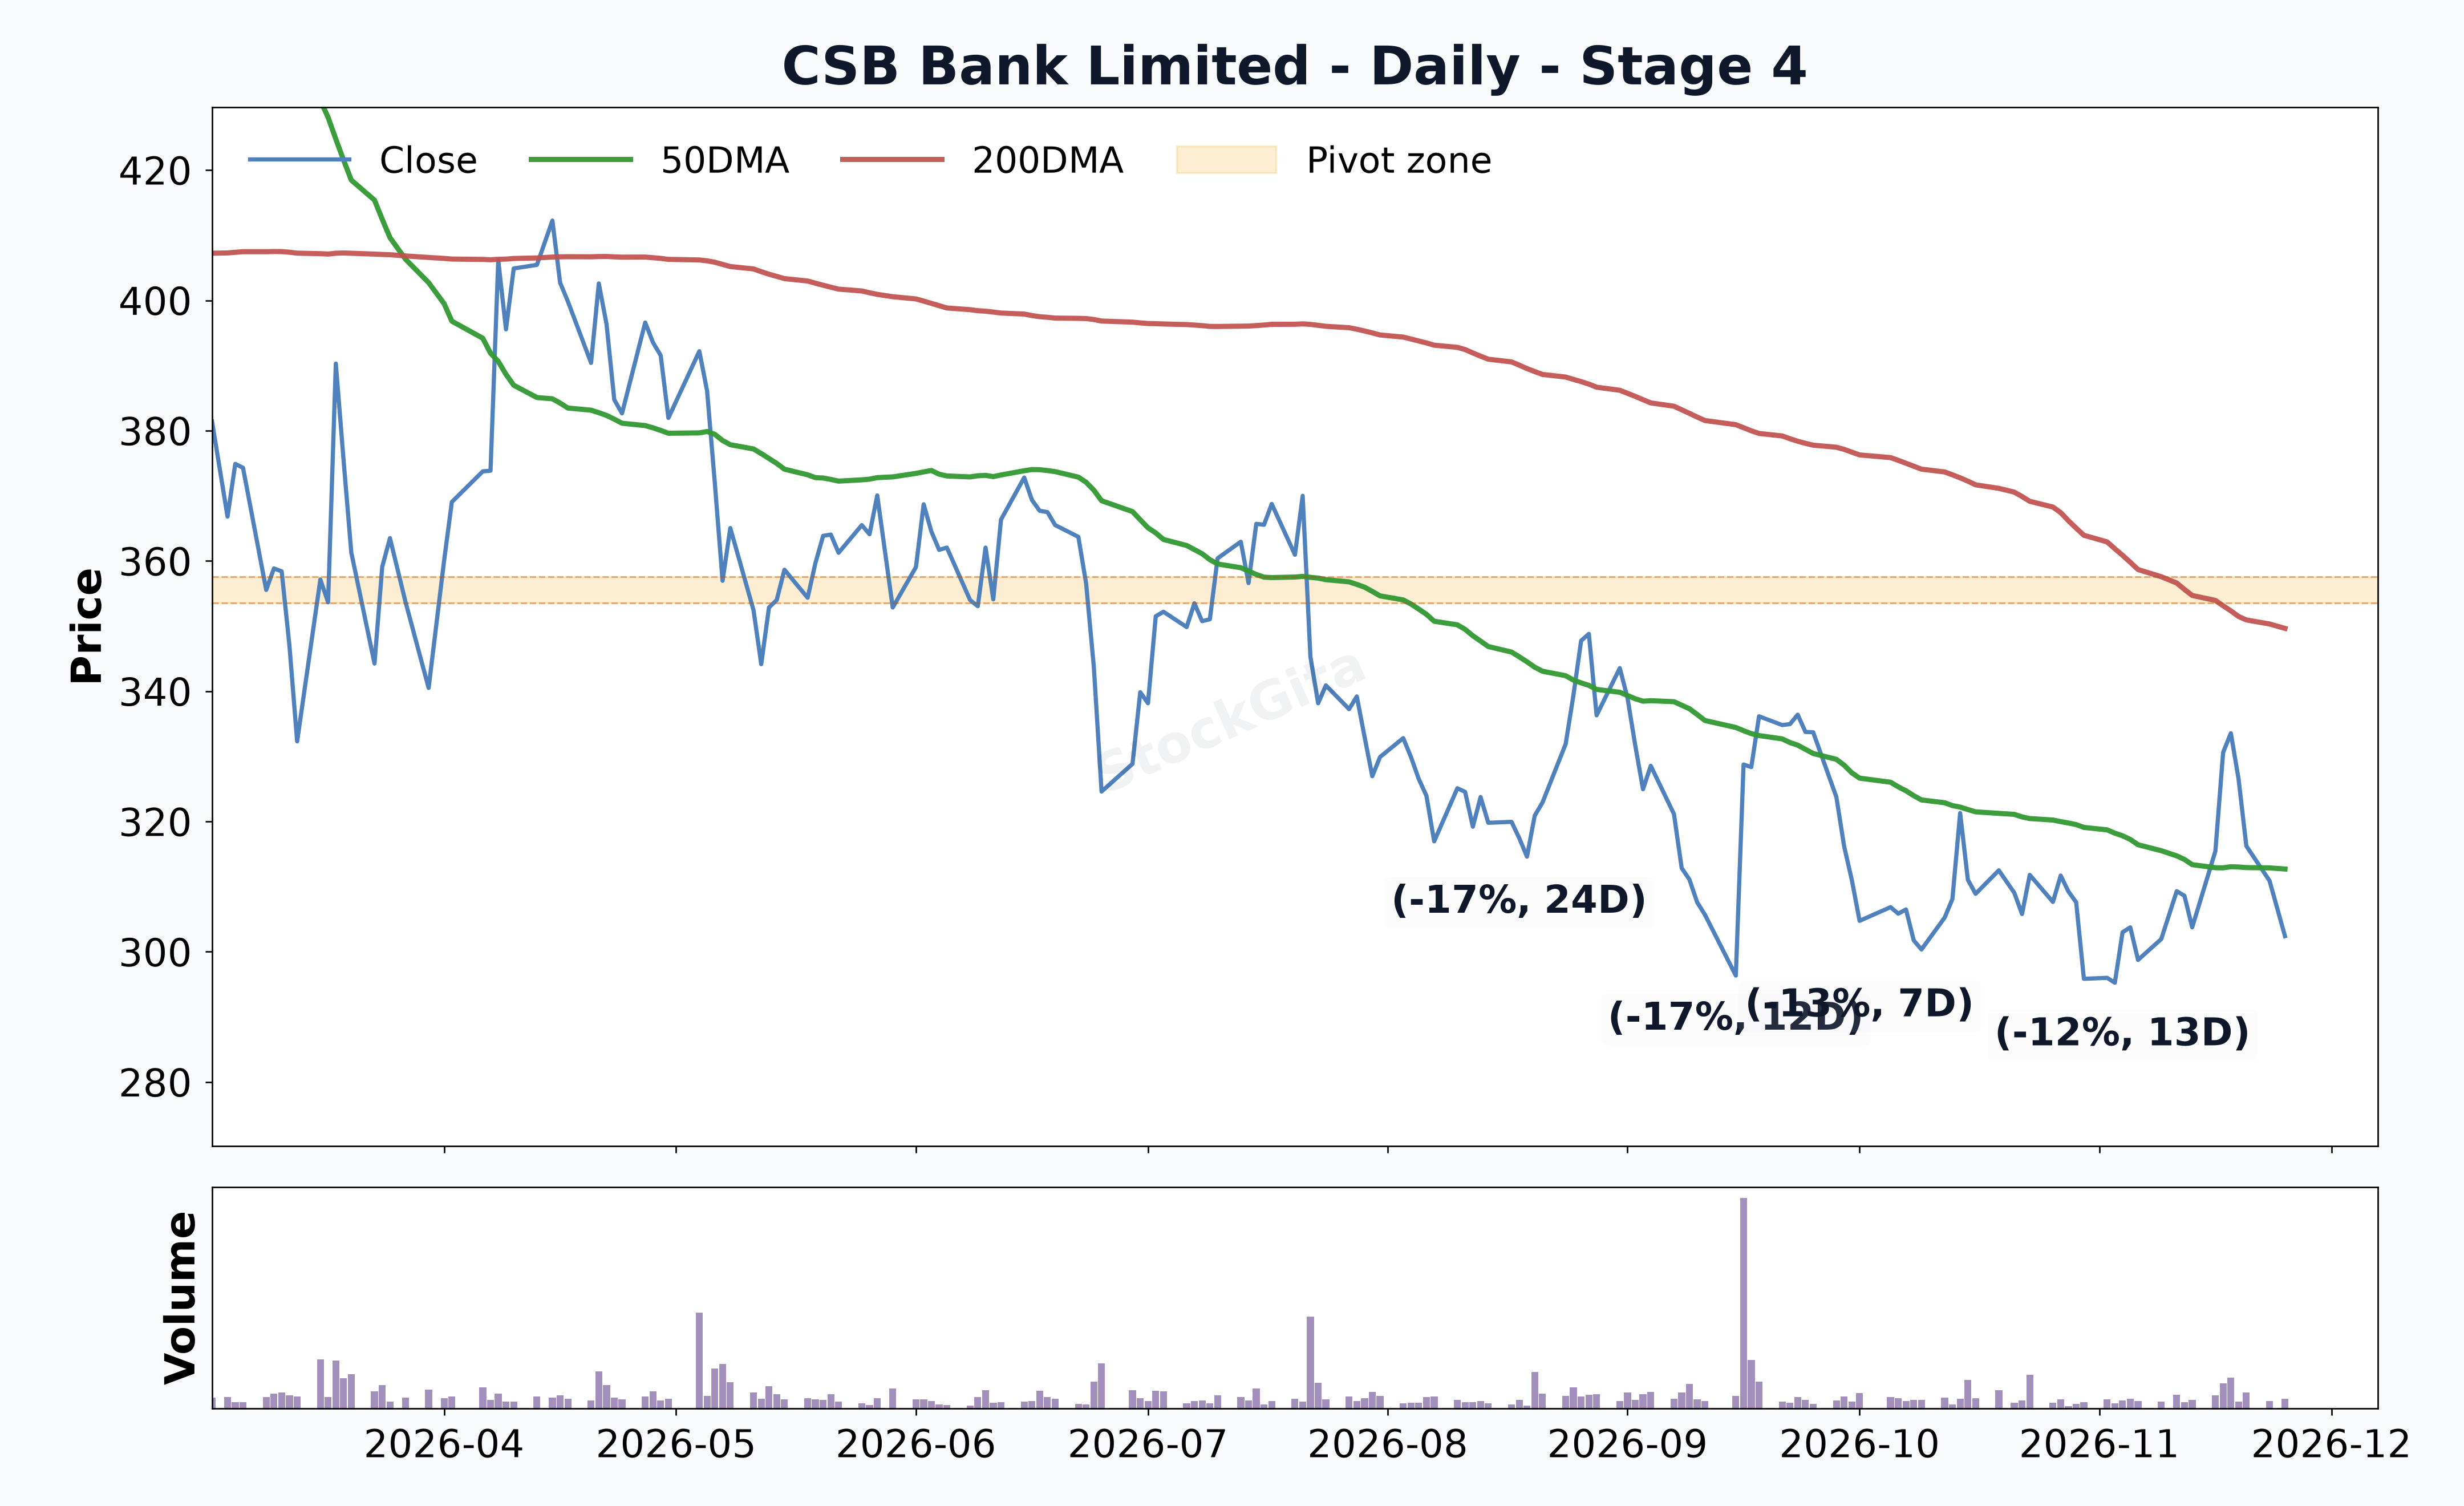 CSB Bank Limited - Daily - Stage 4
Close 50DMA 200DMA Pivot zone
Price
420
400
380
360
340
320
300
280
StockGita
(-17%, 24D)
(-17%, 12D)
(-13%, 7D)
(-12%, 13D)
Volume
2026-04 2026-05 2026-06 2026-07 2026-08 2026-09 2026-10 2026-11 2026-12